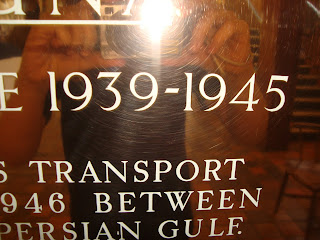 E 1939-1945
S TRANSPORT
946 BETWEEN
PERSIAN GULF.